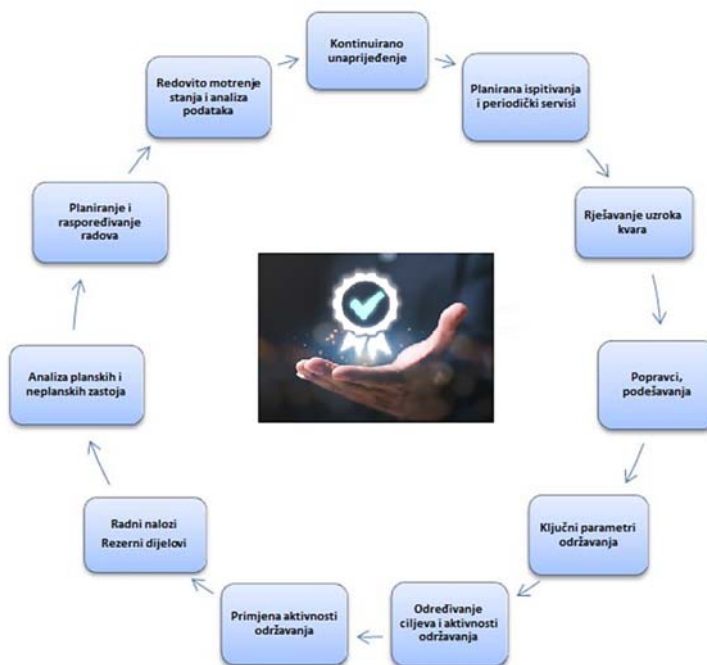 Kontinuirano
unaprijeđenje
Planirana ispitivanja
i periodički servisi
Rješavanje uzroka
kvara
Popravci,
podešavanja
Ključni parametri
održavanja
Određivanje
ciljeva i aktivnosti
održavanja
Primjena aktivnosti
održavanja
Radni nalozi
Rezerni dijelovi
Analiza planskih i
neplanskih zastoja
Planiranje i
raspoređivanje
radova
Redovito motrenje
stanja i analiza
podataka